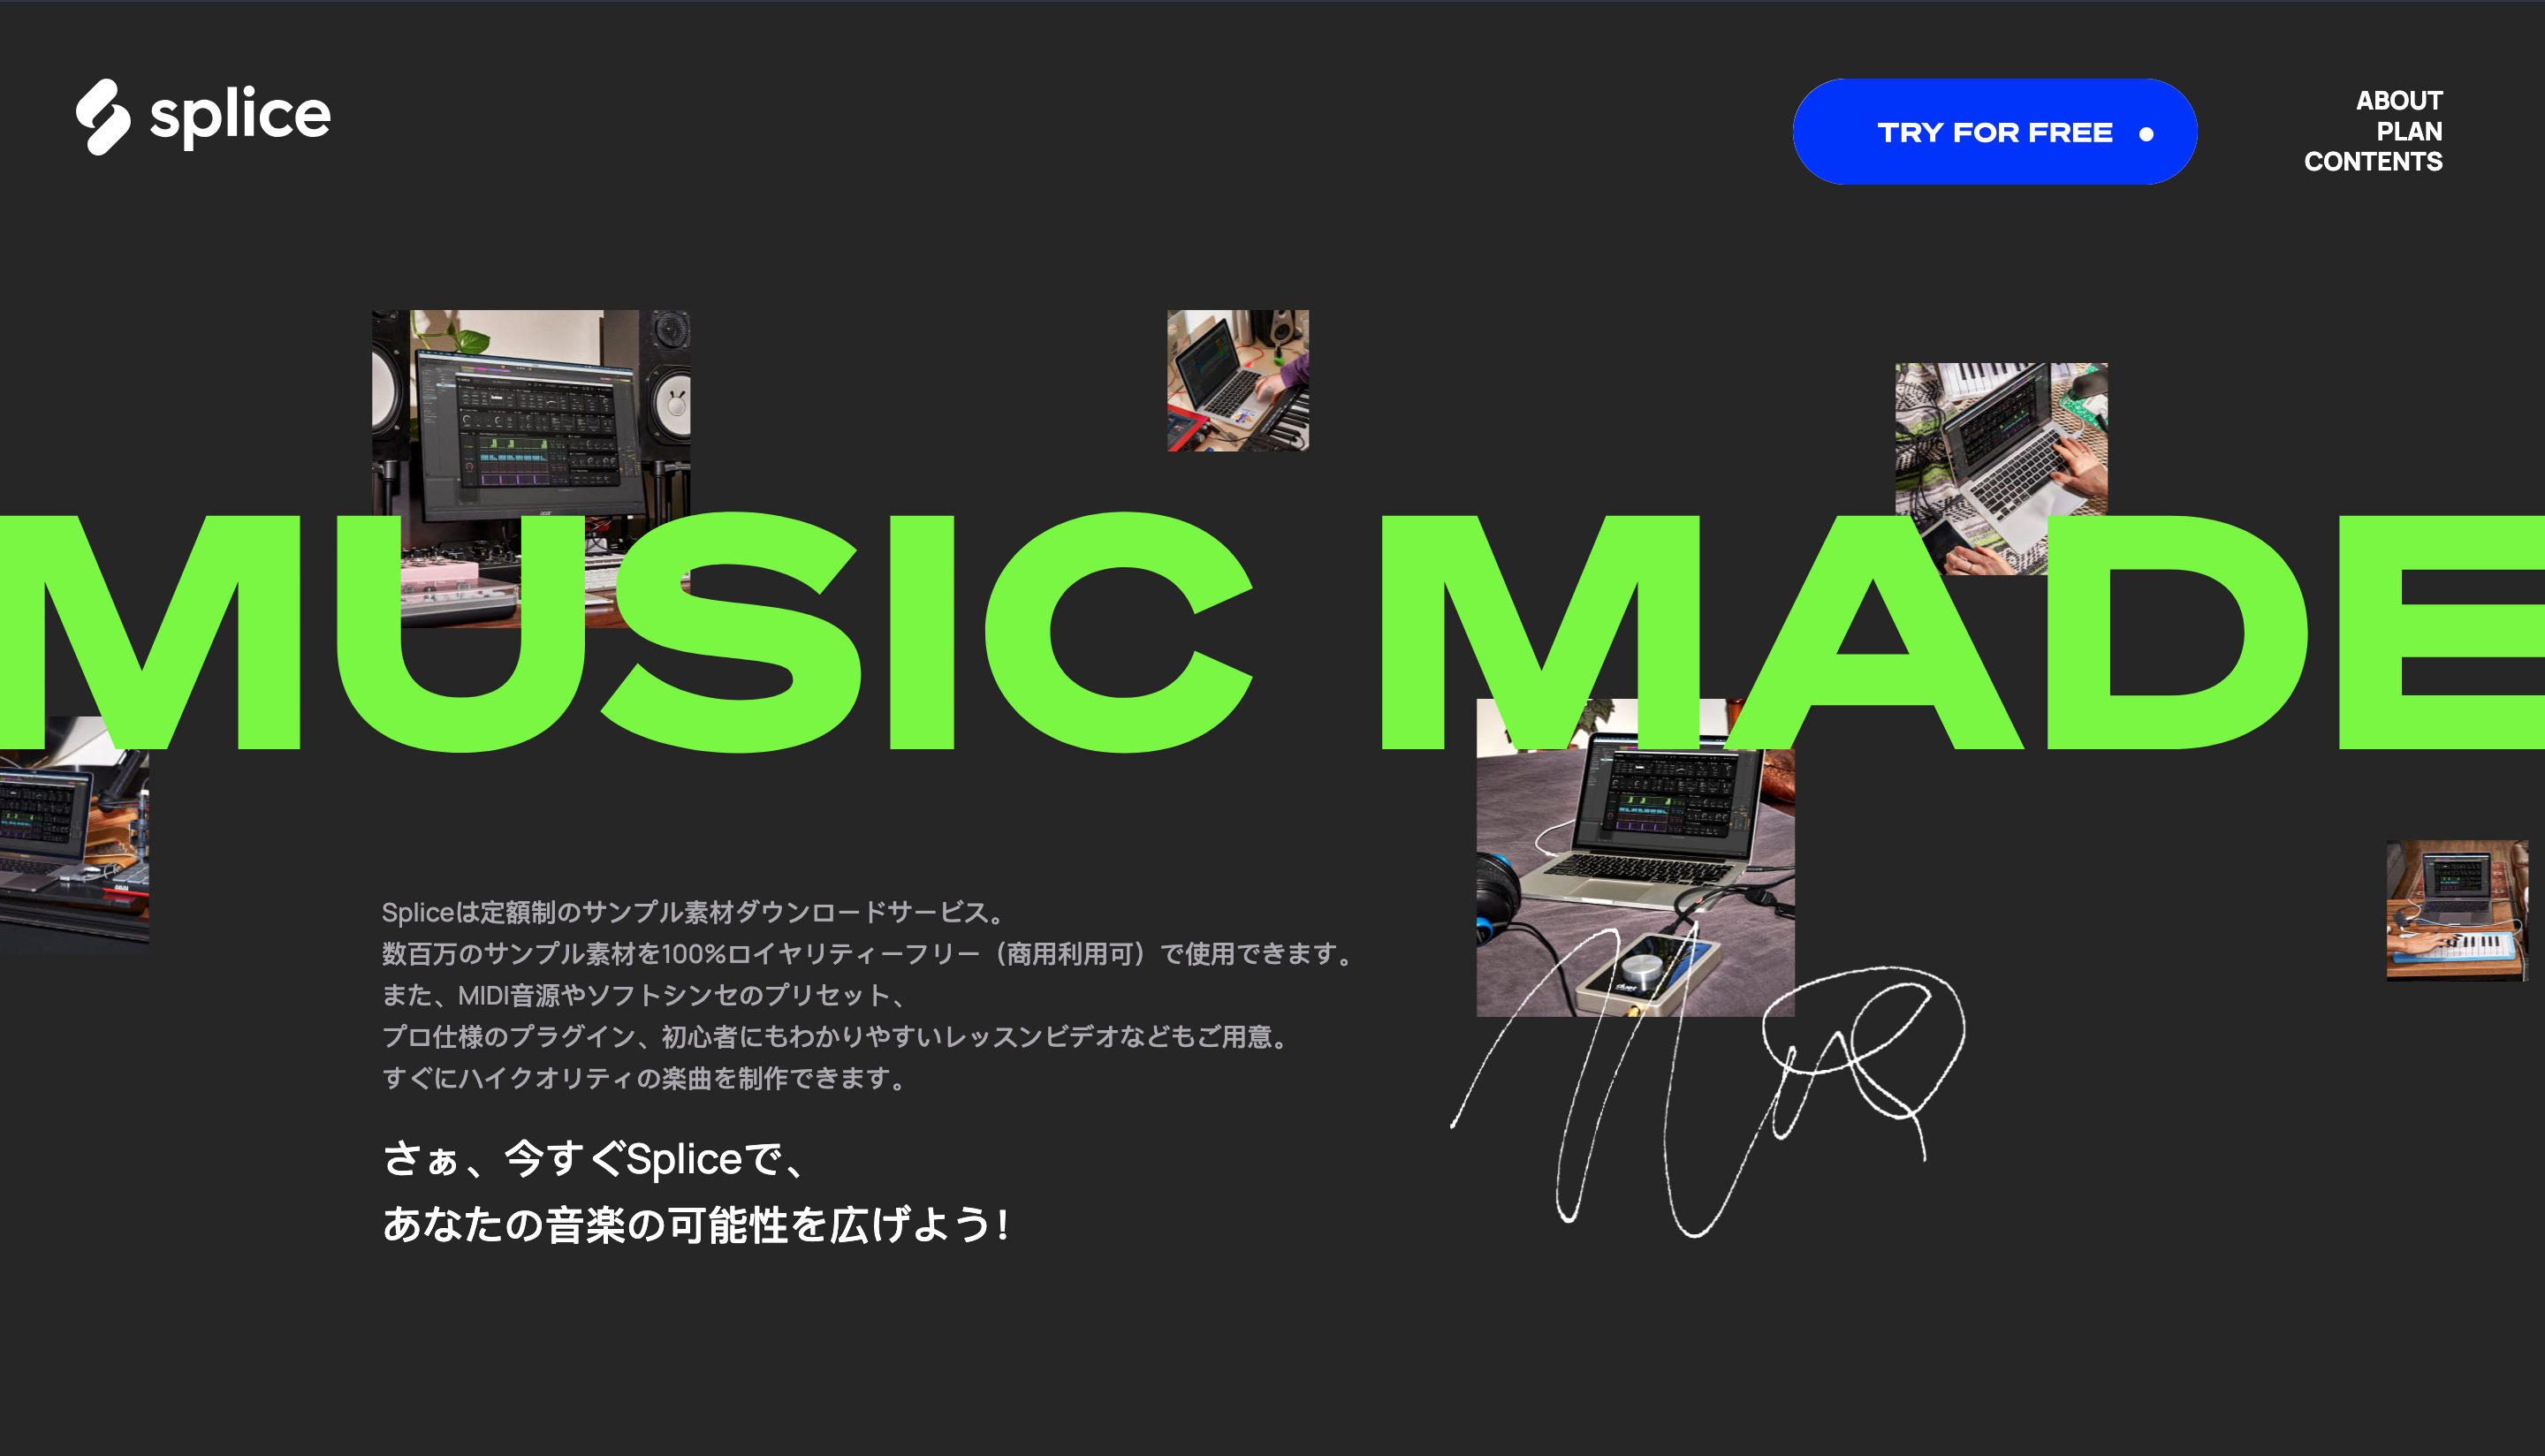 splice
TRY FOR FREE
ABOUT
PLAN
CONTENTS
MUSIC MADE
Spliceは定額制のサンプル素材ダウンロードサービス。
数百万のサンプル素材を100%ロイヤリティーフリー（商用利用可）で使用できます。
また、MIDI音源やソフトシンセのプリセット、
プロ仕様のプラグイン、初心者にもわかりやすいレッスンビデオなどもご用意。
すぐにハイクオリティの楽曲を制作できます。
さぁ、今すぐSpliceで、
あなたの音楽の可能性を広げよう！